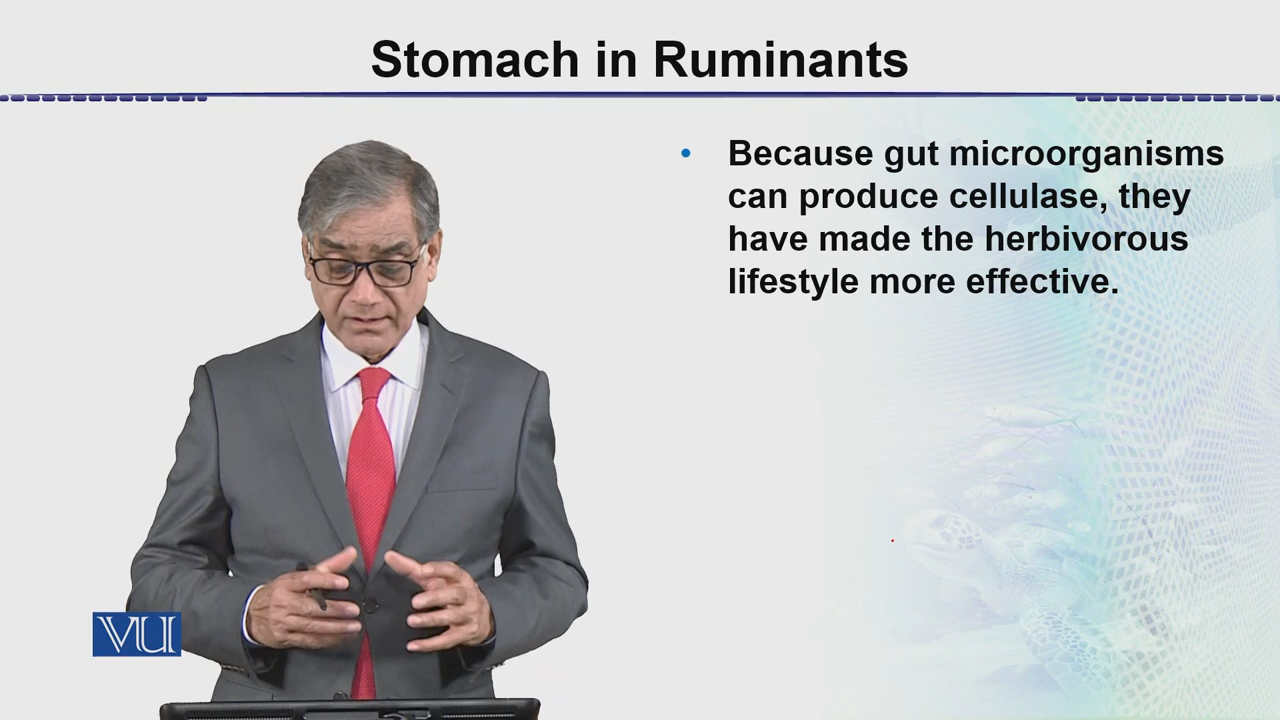 Stomach in Ruminants
• Because gut microorganisms
can produce cellulase, they
have made the herbivorous
lifestyle more effective.
VU